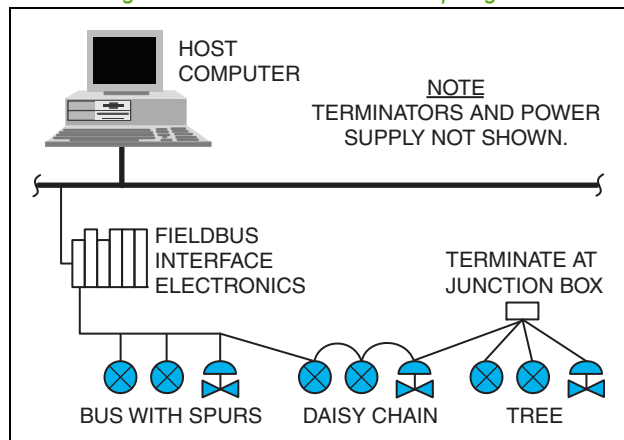 HOST
COMPUTER
NOTE
TERMINATORS AND POWER
SUPPLY NOT SHOWN.
FIELDBUS
INTERFACE
ELECTRONICS
TERMINATE AT
JUNCTION BOX
BUS WITH SPURS
DAISY CHAIN
TREE